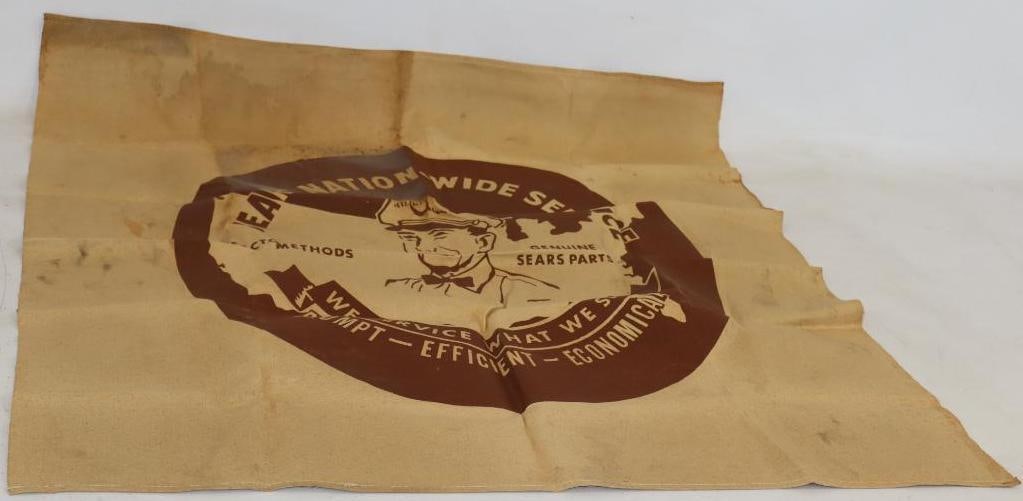 NATION WIDE
METHODS
GENUINE
SEARS PARTS
WE SERVICE WHAT WE
EFFICIENT — ECONOMICAL